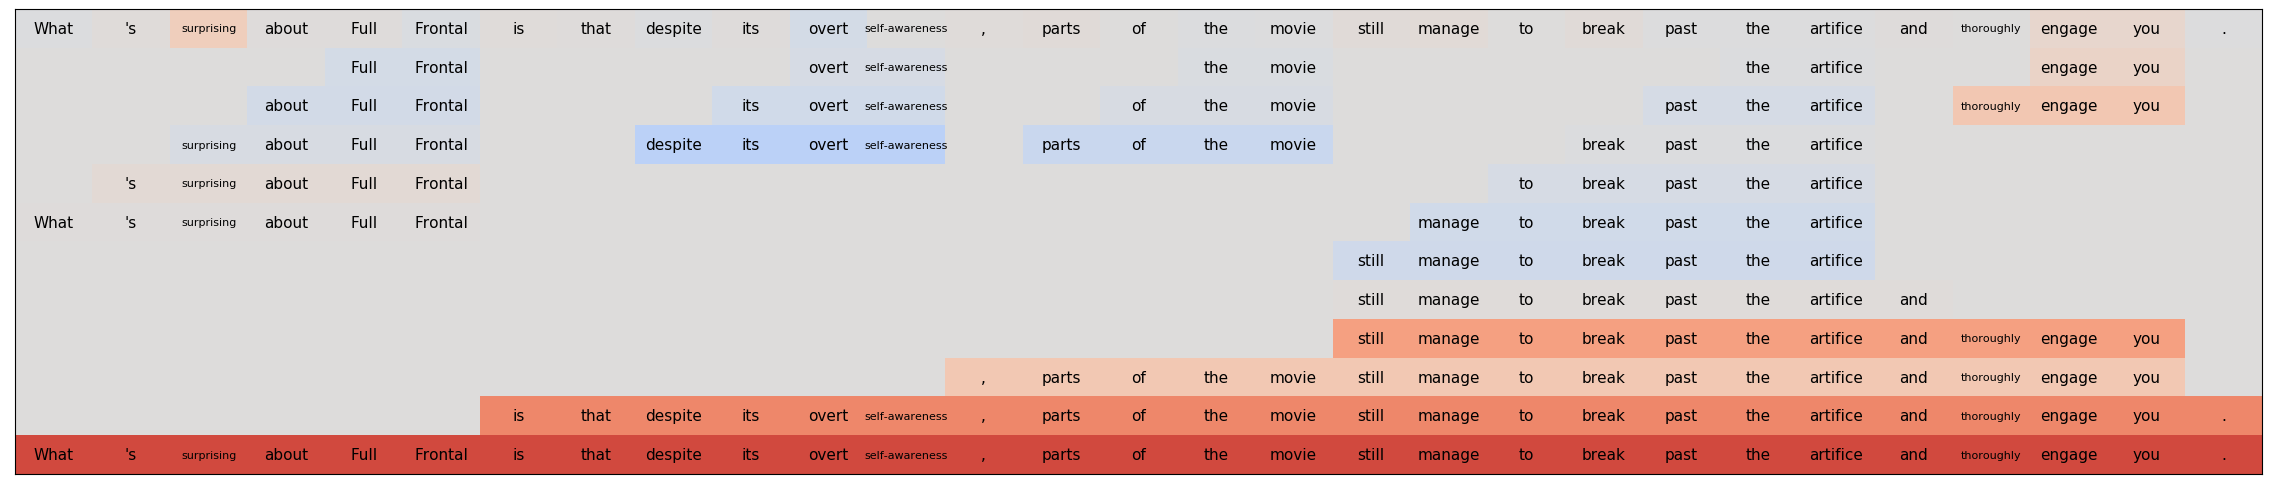 What 's surprising about Full Frontal is that despite its overt self-awareness , parts of the movie still manage to break past the artifice and thoroughly engage you .
Full Frontal overt self-awareness the movie the artifice engage you
about Full Frontal its overt self-awareness of the movie past the artifice thoroughly engage you
surprising about Full Frontal despite its overt self-awareness parts of the movie break past the artifice
's surprising about Full Frontal to break past the artifice
What 's surprising about Full Frontal manage to break past the artifice
still manage to break past the artifice
still manage to break past the artifice and
still manage to break past the artifice and thoroughly engage you
, parts of the movie still manage to break past the artifice and thoroughly engage you
is that despite its overt self-awareness , parts of the movie still manage to break past the artifice and thoroughly engage you .
What 's surprising about Full Frontal is that despite its overt self-awareness , parts of the movie still manage to break past the artifice and thoroughly engage you .